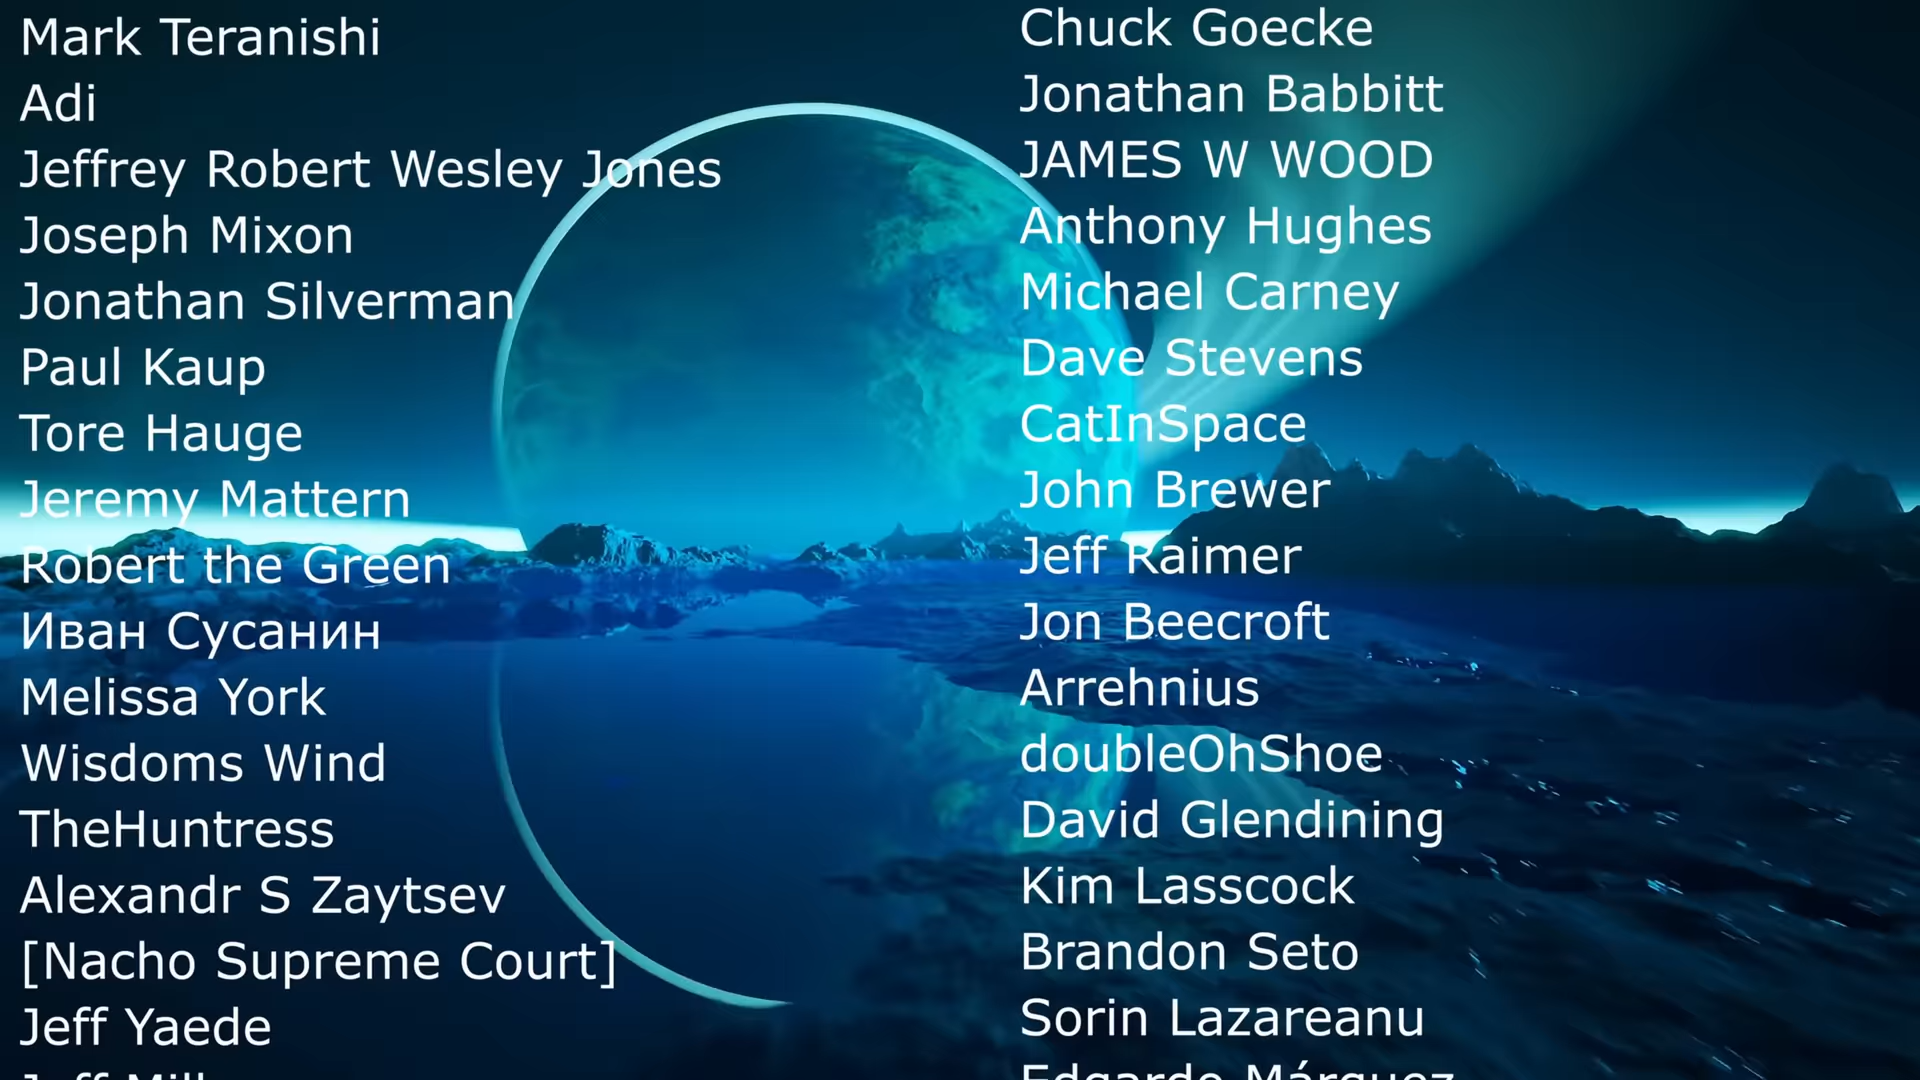 Mark Teranishi
Adi
Jeffrey Robert Wesley Jones
Joseph Mixon
Jonathan Silverman
Paul Kaup
Tore Hauge
Jeremy Mattern
Robert the Green
Иван Сусанин
Melissa York
Wisdoms Wind
TheHuntress
Alexandr S Zaytsev
[Nacho Supreme Court]
Jeff Yaede
Jeff
Chuck Goecke
Jonathan Babbitt
JAMES W WOOD
Anthony Hughes
Michael Carney
Dave Stevens
CatInSpace
John Brewer
Jeff Raimer
Jon Beecroft
Arrehnius
doubleOhShoe
David Glendining
Kim Lasscock
Brandon Seto
Sorin Lazareanu
Edgardo Márquez